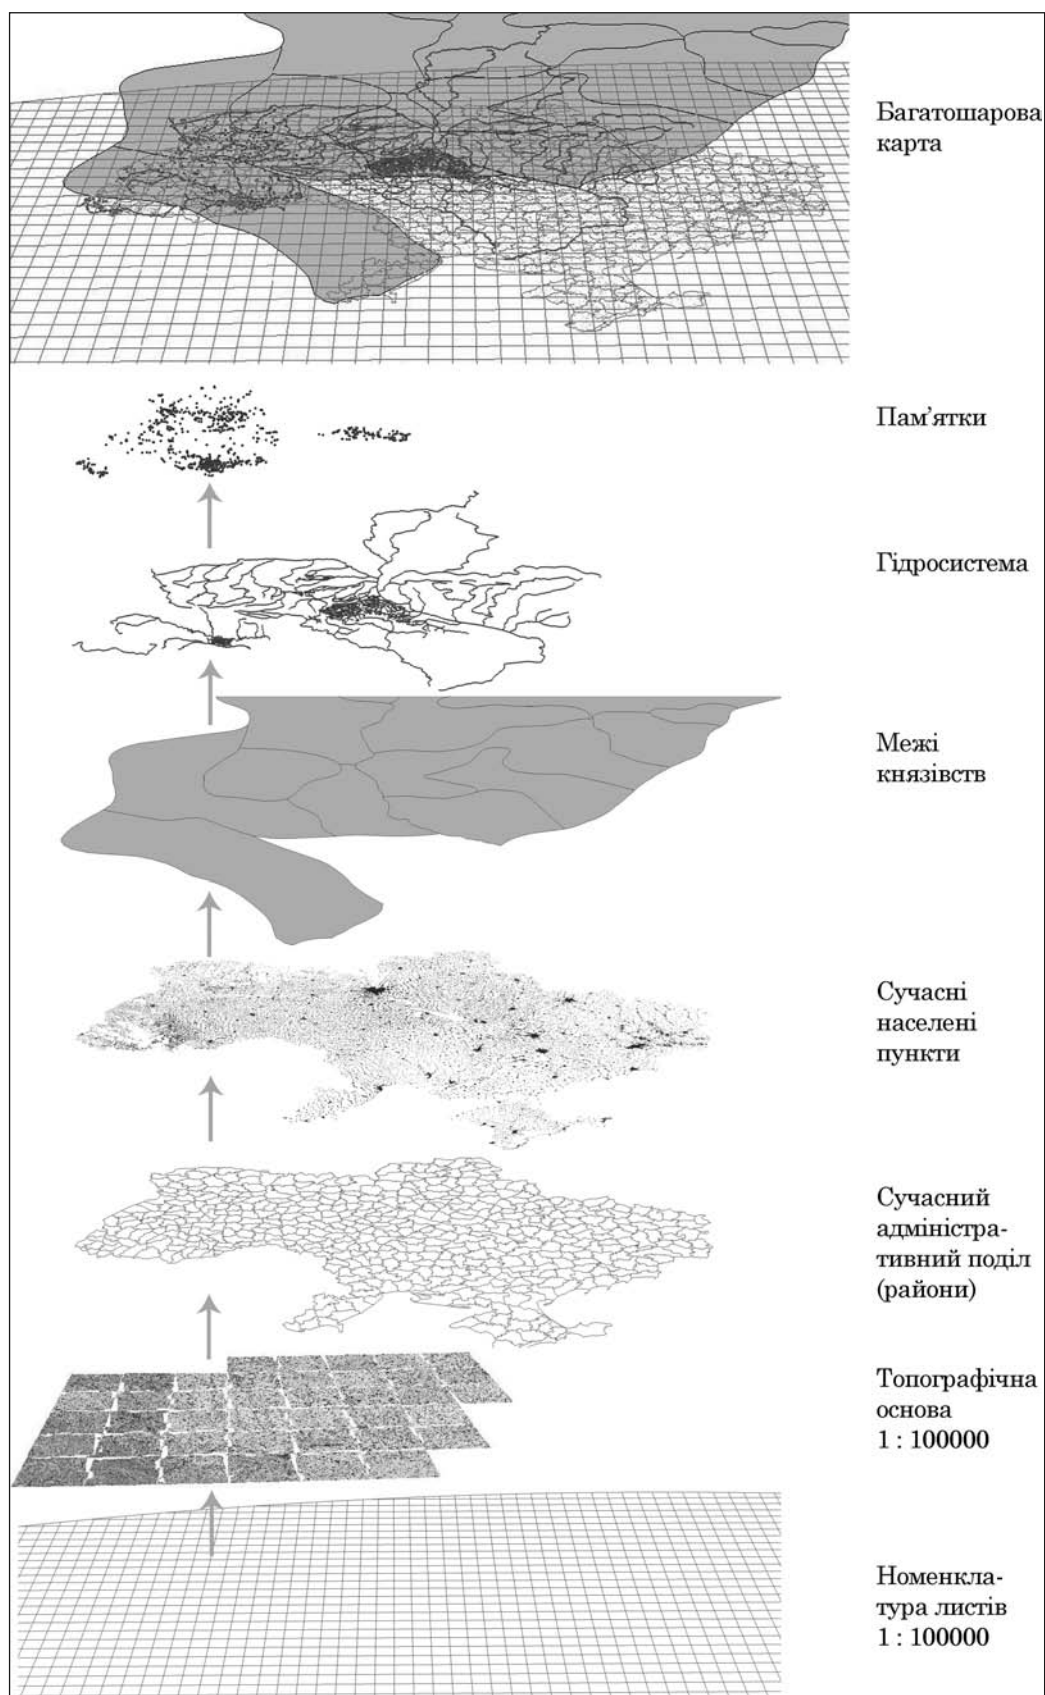 Багатошарова
карта
Пам’ятки
Гідросистема
Межі
князівств
Сучасні
населені
пункти
Сучасний
адміністра-
тивний поділ
(райони)
Топографічна
основа
1 : 100000
Номенкла-
тура листів
1 : 100000